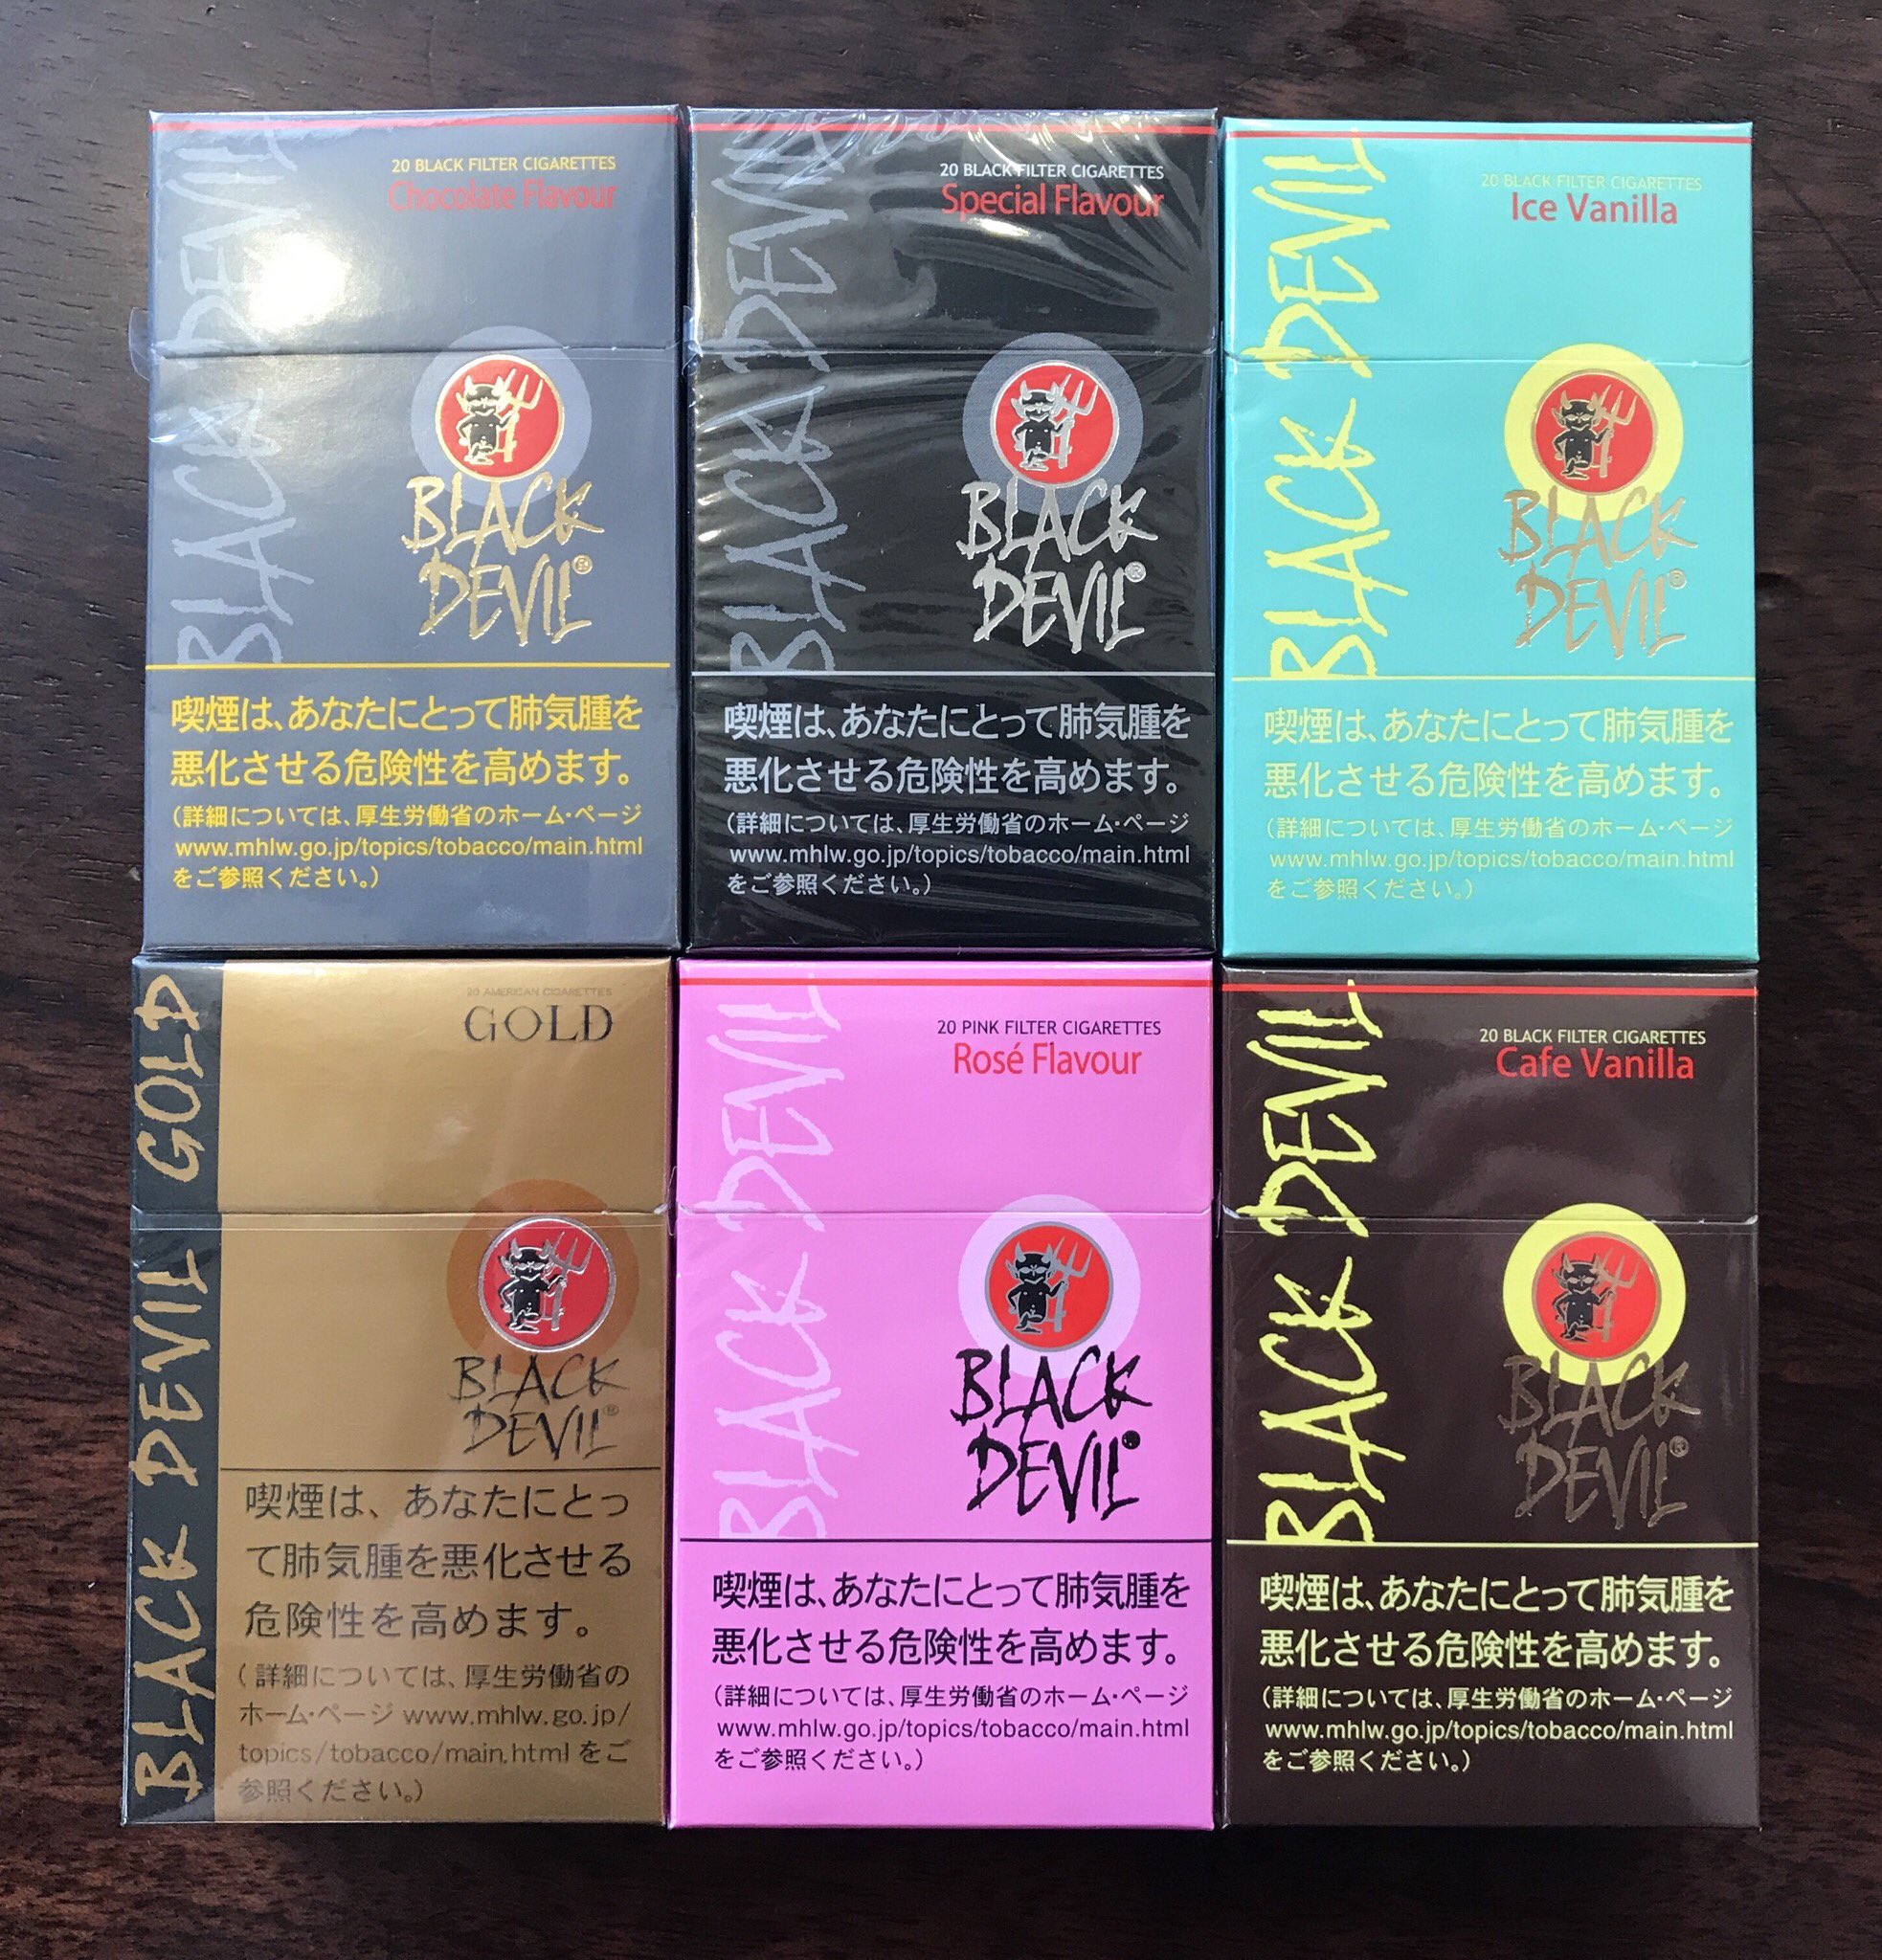 BLACK DEVIL
20 BLACK FILTER CIGARETTES
Chocolate Flavour
BLACK
DEVIL®
喫煙は、あなたにとって肺気腫を
悪化させる危険性を高めます。
（詳細については、厚生労働省のホーム・ページ
www.mhlw.go.jp/topics/tobacco/main.html
をご参照ください。）
BLACK DEVIL
20 BLACK FILTER CIGARETTES
Special Flavour
BLACK
DEVIL®
喫煙は、あなたにとって肺気腫を
悪化させる危険性を高めます。
（詳細については、厚生労働省のホーム・ページ
www.mhlw.go.jp/topics/tobacco/main.html
をご参照ください。）
BLACK DEVIL
20 BLACK FILTER CIGARETTES
Ice Vanilla
BLACK
DEVIL®
喫煙は、あなたにとって肺気腫を
悪化させる危険性を高めます。
（詳細については、厚生労働省のホーム・ページ
www.mhlw.go.jp/topics/tobacco/main.html
をご参照ください。）
BLACK DEVIL GOLD
20 AMERICAN CIGARETTES
GOLD
BLACK
DEVIL®
喫煙は、あなたにとっ
て肺気腫を悪化させる
危険性を高めます。
（詳細については、厚生労働省の
ホーム・ページ www.mhlw.go.jp/
topics/tobacco/main.html をご
参照ください。）
BLACK DEVIL
20 PINK FILTER CIGARETTES
Rosé Flavour
BLACK
DEVIL®
喫煙は、あなたにとって肺気腫を
悪化させる危険性を高めます。
（詳細については、厚生労働省のホーム・ページ
www.mhlw.go.jp/topics/tobacco/main.html
をご参照ください。）
BLACK DEVIL
20 BLACK FILTER CIGARETTES
Cafe Vanilla
BLACK
DEVIL®
喫煙は、あなたにとって肺気腫を
悪化させる危険性を高めます。
（詳細については、厚生労働省のホーム・ページ
www.mhlw.go.jp/topics/tobacco/main.html
をご参照ください。）